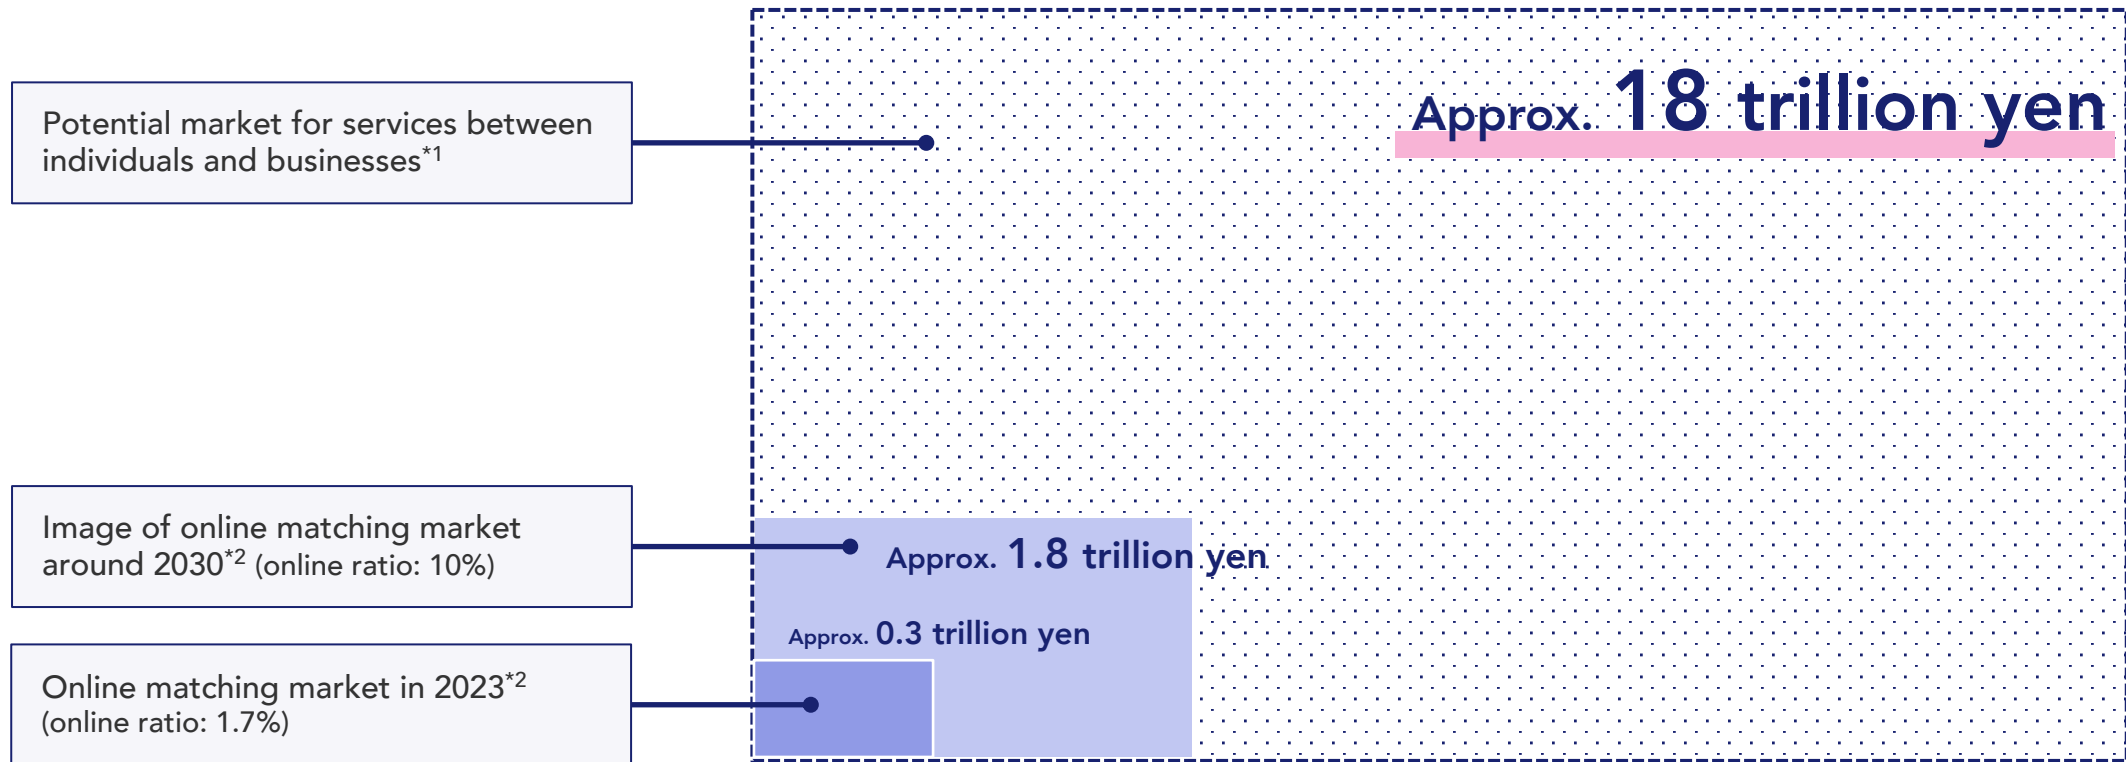 Approx. 18 trillion yen
Potential market for services between
individuals and businesses*1
Image of online matching market
around 2030*2 (online ratio: 10%)
Approx. 1.8 trillion yen
Approx. 0.3 trillion yen
Online matching market in 2023*2
(online ratio: 1.7%)